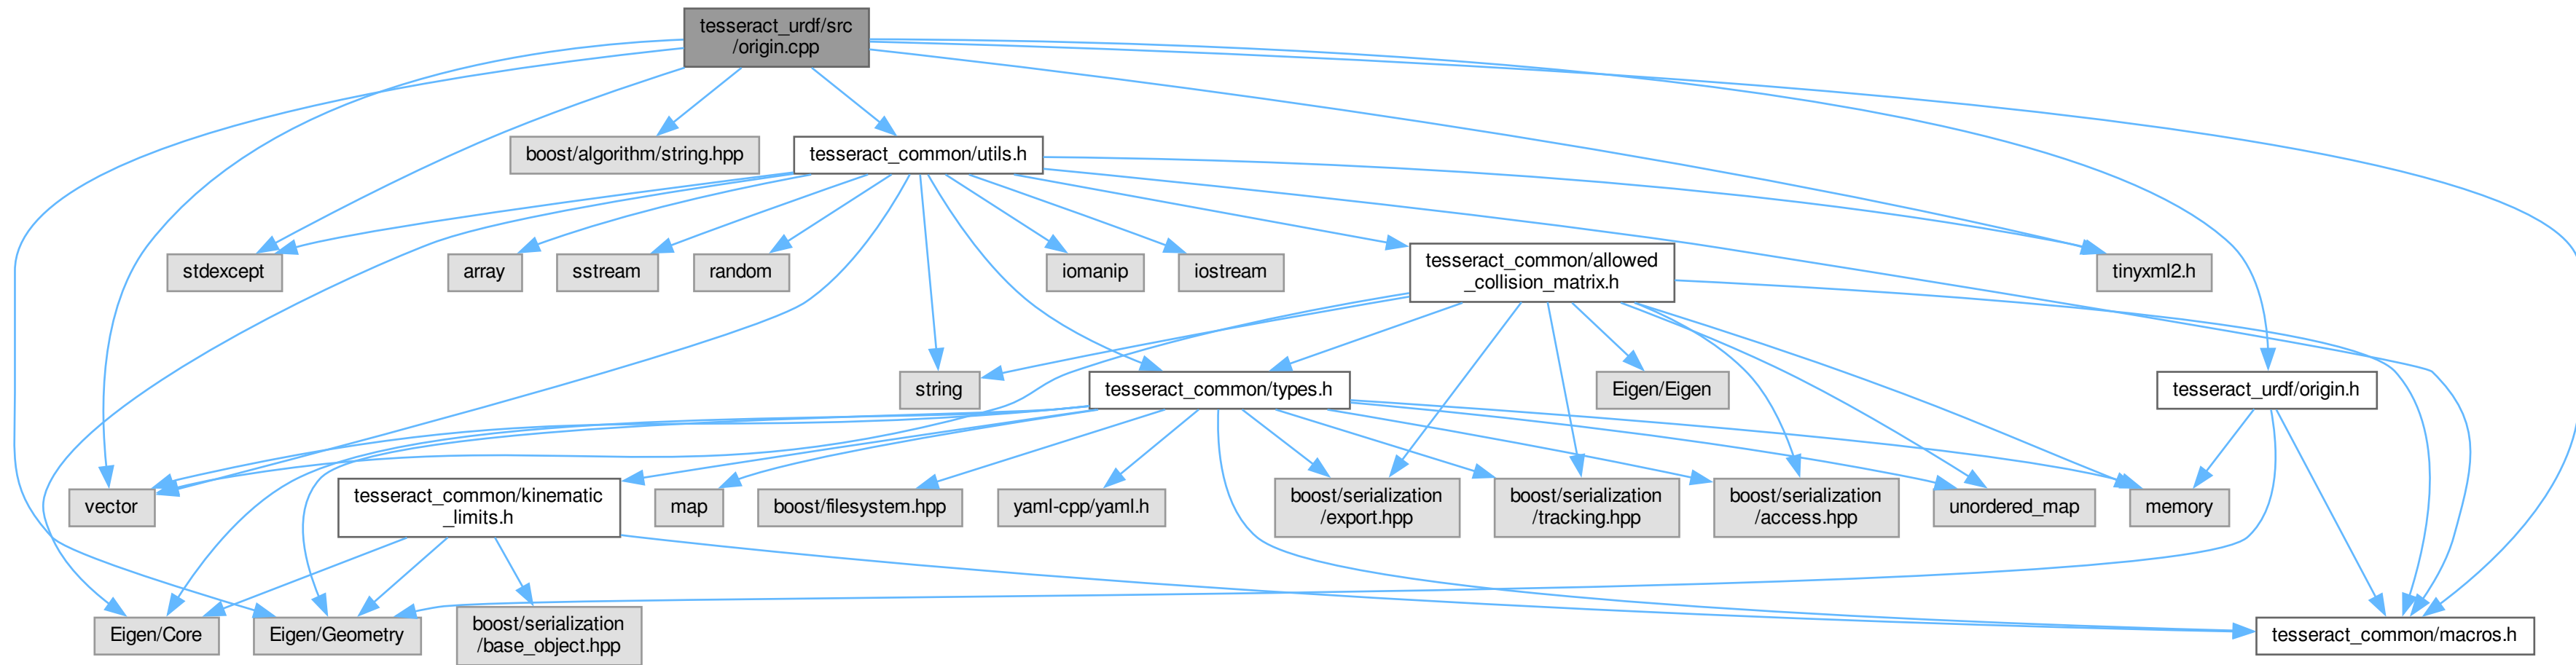 tesseract_urdf/src
/origin.cpp
boost/algorithm/string.hpp
tesseract_common/utils.h
stdexcept
array
sstream
random
iomanip
iostream
tesseract_common/allowed
_collision_matrix.h
tinyxml2.h
string
tesseract_common/types.h
Eigen/Eigen
tesseract_urdf/origin.h
vector
tesseract_common/kinematic
_limits.h
map
boost/filesystem.hpp
yaml-cpp/yaml.h
boost/serialization
/export.hpp
boost/serialization
/tracking.hpp
boost/serialization
/access.hpp
unordered_map
memory
Eigen/Core
Eigen/Geometry
boost/serialization
/base_object.hpp
tesseract_common/macros.h